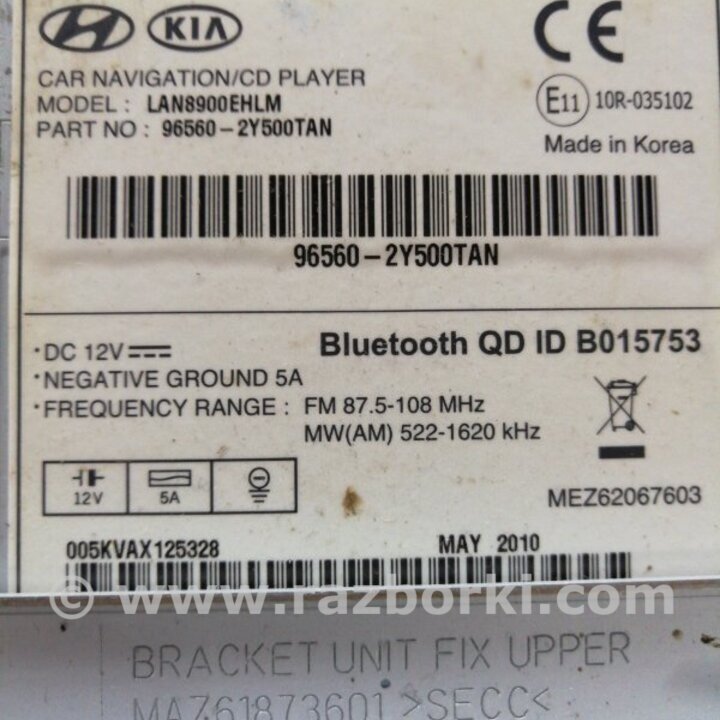 HYUNDAI KIA CE
CAR NAVIGATION/CD PLAYER
MODEL : LAN8900EHLM
PART NO : 96560-2Y500TAN
E11 10R-035102
Made in Korea
96560-2Y500TAN
·DC 12V
·NEGATIVE GROUND 5A
·FREQUENCY RANGE : FM 87.5-108 MHz
MW(AM) 522-1620 kHz
Bluetooth QD ID B015753
12V 5A
MEZ62067603
005KVAX125328 MAY 2010
© www.razborki.com
BRACKET UNIT FIX UPPER
MAZ61873601 >SECC<